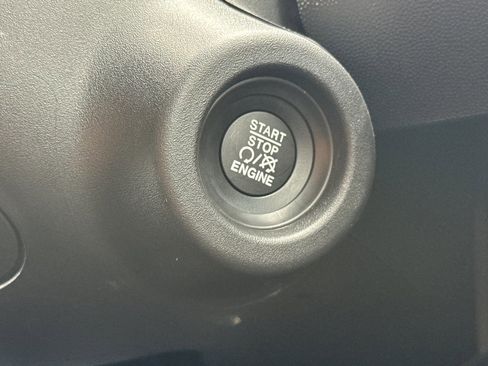 START
STOP
/
ENGINE